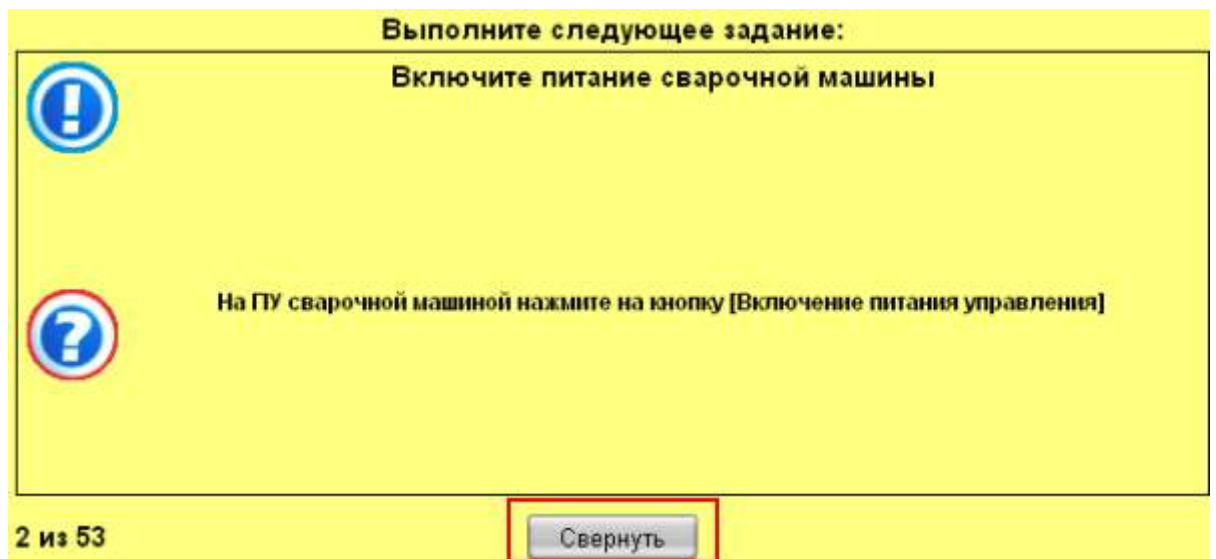 Выполните следующее задание:
Включите питание сварочной машины
На ПУ сварочной машиной нажмите на кнопку [Включение питания управления]
2 из 53
Свернуть